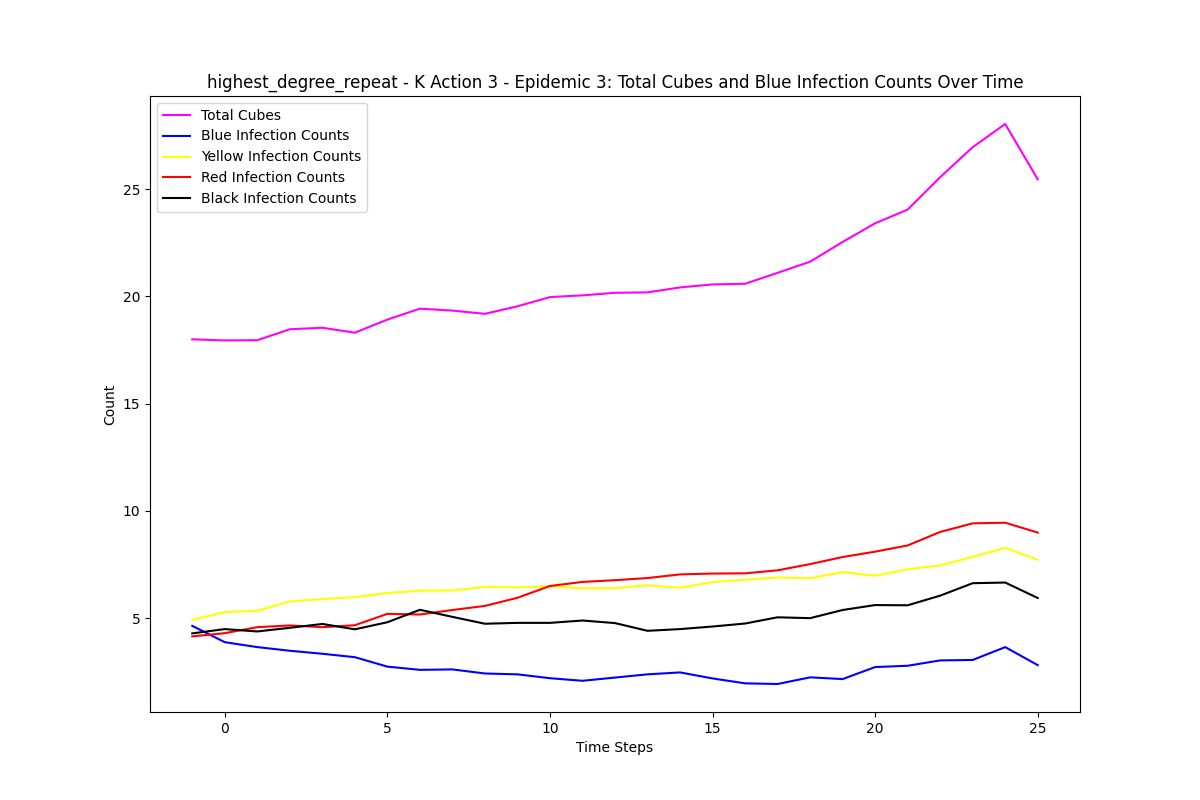 highest_degree_repeat - K Action 3 - Epidemic 3: Total Cubes and Blue Infection Counts Over Time
Total Cubes
Blue Infection Counts
Yellow Infection Counts
Red Infection Counts
Black Infection Counts
25
20
15
10
5
Count
0 5 10 15 20 25
Time Steps